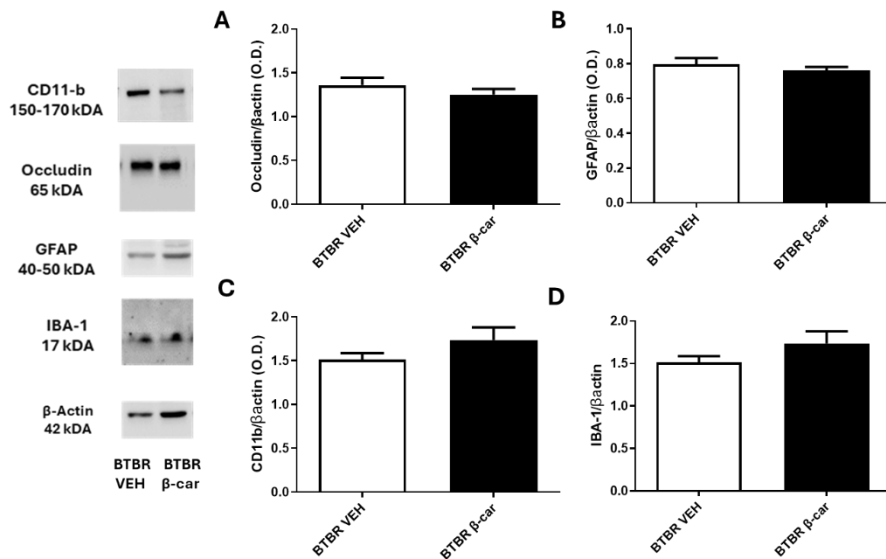 CD11-b
150-170 kDA
Occludin
65 kDA
GFAP
40-50 kDA
IBA-1
17 kDA
β-Actin
42 kDA
BTBR BTBR
VEH β-car
A
Occludin/βactin (O.D.)
2.0
1.5
1.0
0.5
0.0
BTBR VEH
BTBR β-car
B
GFAP/βactin (O.D.)
1.0
0.8
0.6
0.4
0.2
0.0
BTBR VEH
BTBR β-car
C
CD11b/βactin (O.D.)
2.0
1.5
1.0
0.5
0.0
BTBR VEH
BTBR β-car
D
IBA-1/βactin
2.0
1.5
1.0
0.5
0.0
BTBR VEH
BTBR β-car